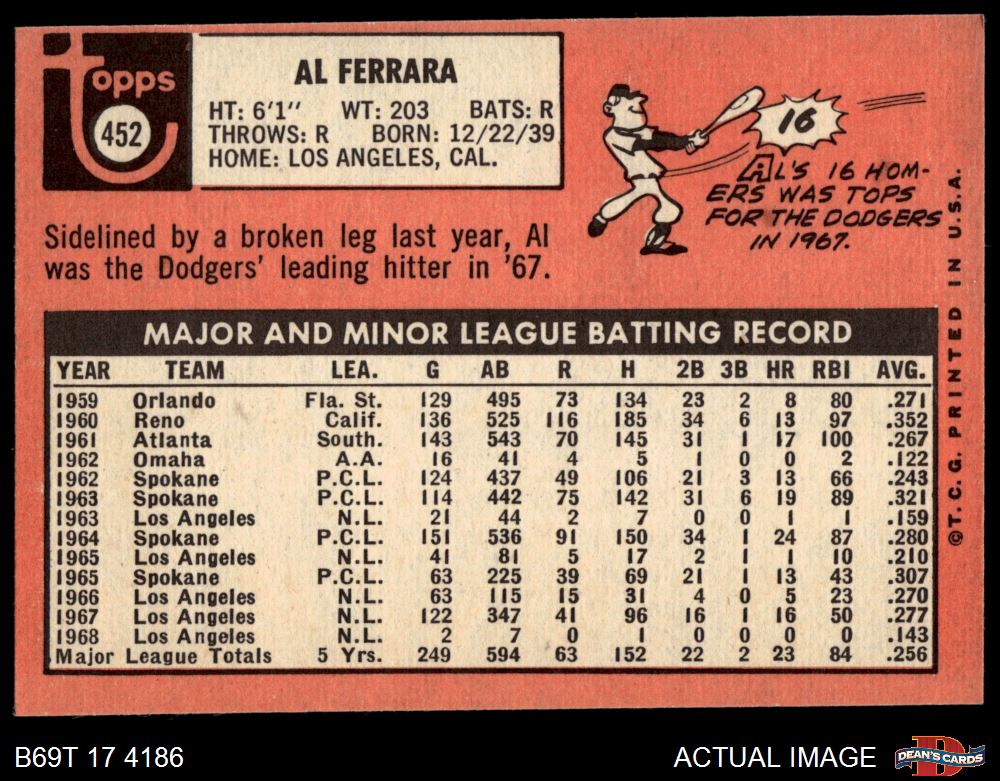 Topps
452
AL FERRARA
HT: 6'1" WT: 203 BATS: R
THROWS: R BORN: 12/22/39
HOME: LOS ANGELES, CAL.
16
AL'S 16 HOM-
ERS WAS TOPS
FOR THE DODGERS
IN 1967.
Sidelined by a broken leg last year, Al
was the Dodgers' leading hitter in '67.
MAJOR AND MINOR LEAGUE BATTING RECORD
YEAR TEAM LEA. G AB R H 2B 3B HR RBI AVG.
1959 Orlando Fla. St. 129 495 73 134 23 2 8 80 .271
1960 Reno Calif. 136 525 116 185 34 6 13 97 .352
1961 Atlanta South. 143 543 70 145 31 1 17 100 .267
1962 Omaha A.A. 16 41 4 5 1 0 0 2 .122
1962 Spokane P.C.L. 124 437 49 106 21 3 13 66 .243
1963 Spokane P.C.L. 114 442 75 142 31 6 19 89 .321
1963 Los Angeles N.L. 21 44 2 7 0 0 1 1 .159
1964 Spokane P.C.L. 151 536 91 150 34 1 24 87 .280
1965 Los Angeles N.L. 41 81 5 17 2 1 1 10 .210
1965 Spokane P.C.L. 63 225 39 69 21 1 13 43 .307
1966 Los Angeles N.L. 63 115 15 31 4 0 5 23 .270
1967 Los Angeles N.L. 122 347 41 96 16 1 16 50 .277
1968 Los Angeles N.L. 2 7 0 1 0 0 0 0 .143
Major League Totals 5 Yrs. 249 594 63 152 22 2 23 84 .256
©T.C.G. PRINTED IN U.S.A.
B69T 17 4186
ACTUAL IMAGE
D
DEAN'S CARDS